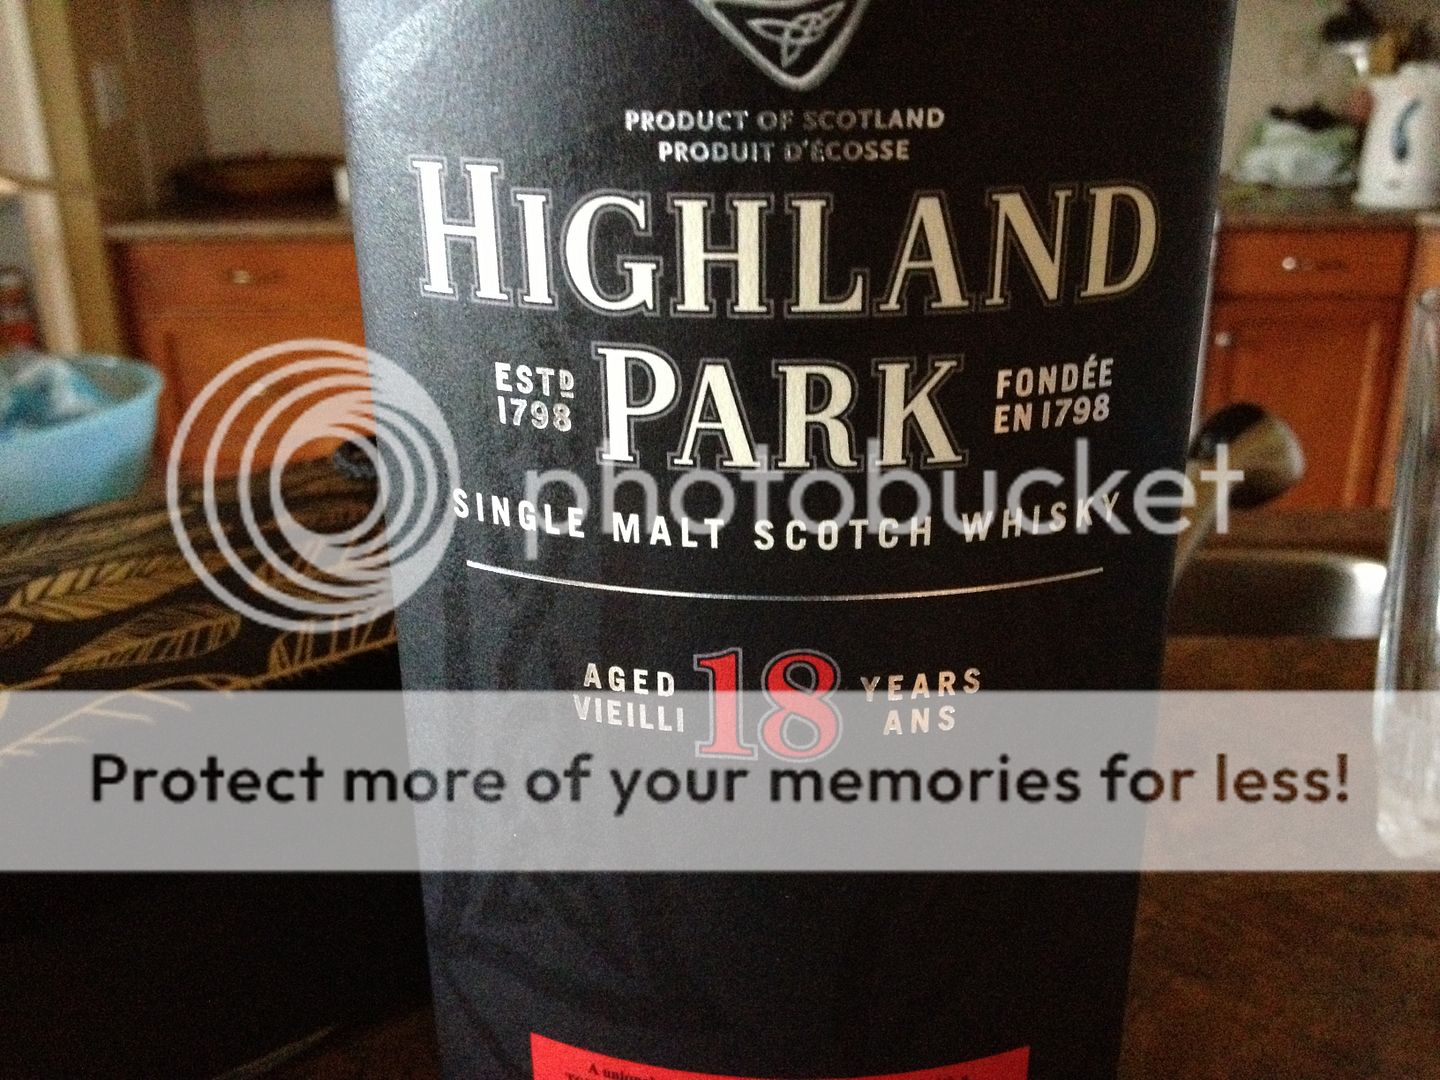 PRODUCT OF SCOTLAND
PRODUIT D'ÉCOSSE
HIGHLAND
PARK
ESTD
1798
FONDÉE
EN 1798
SINGLE MALT SCOTCH WHISKY
photobucket
AGED 18 YEARS
VIEILLI ANS
Protect more of your memories for less!